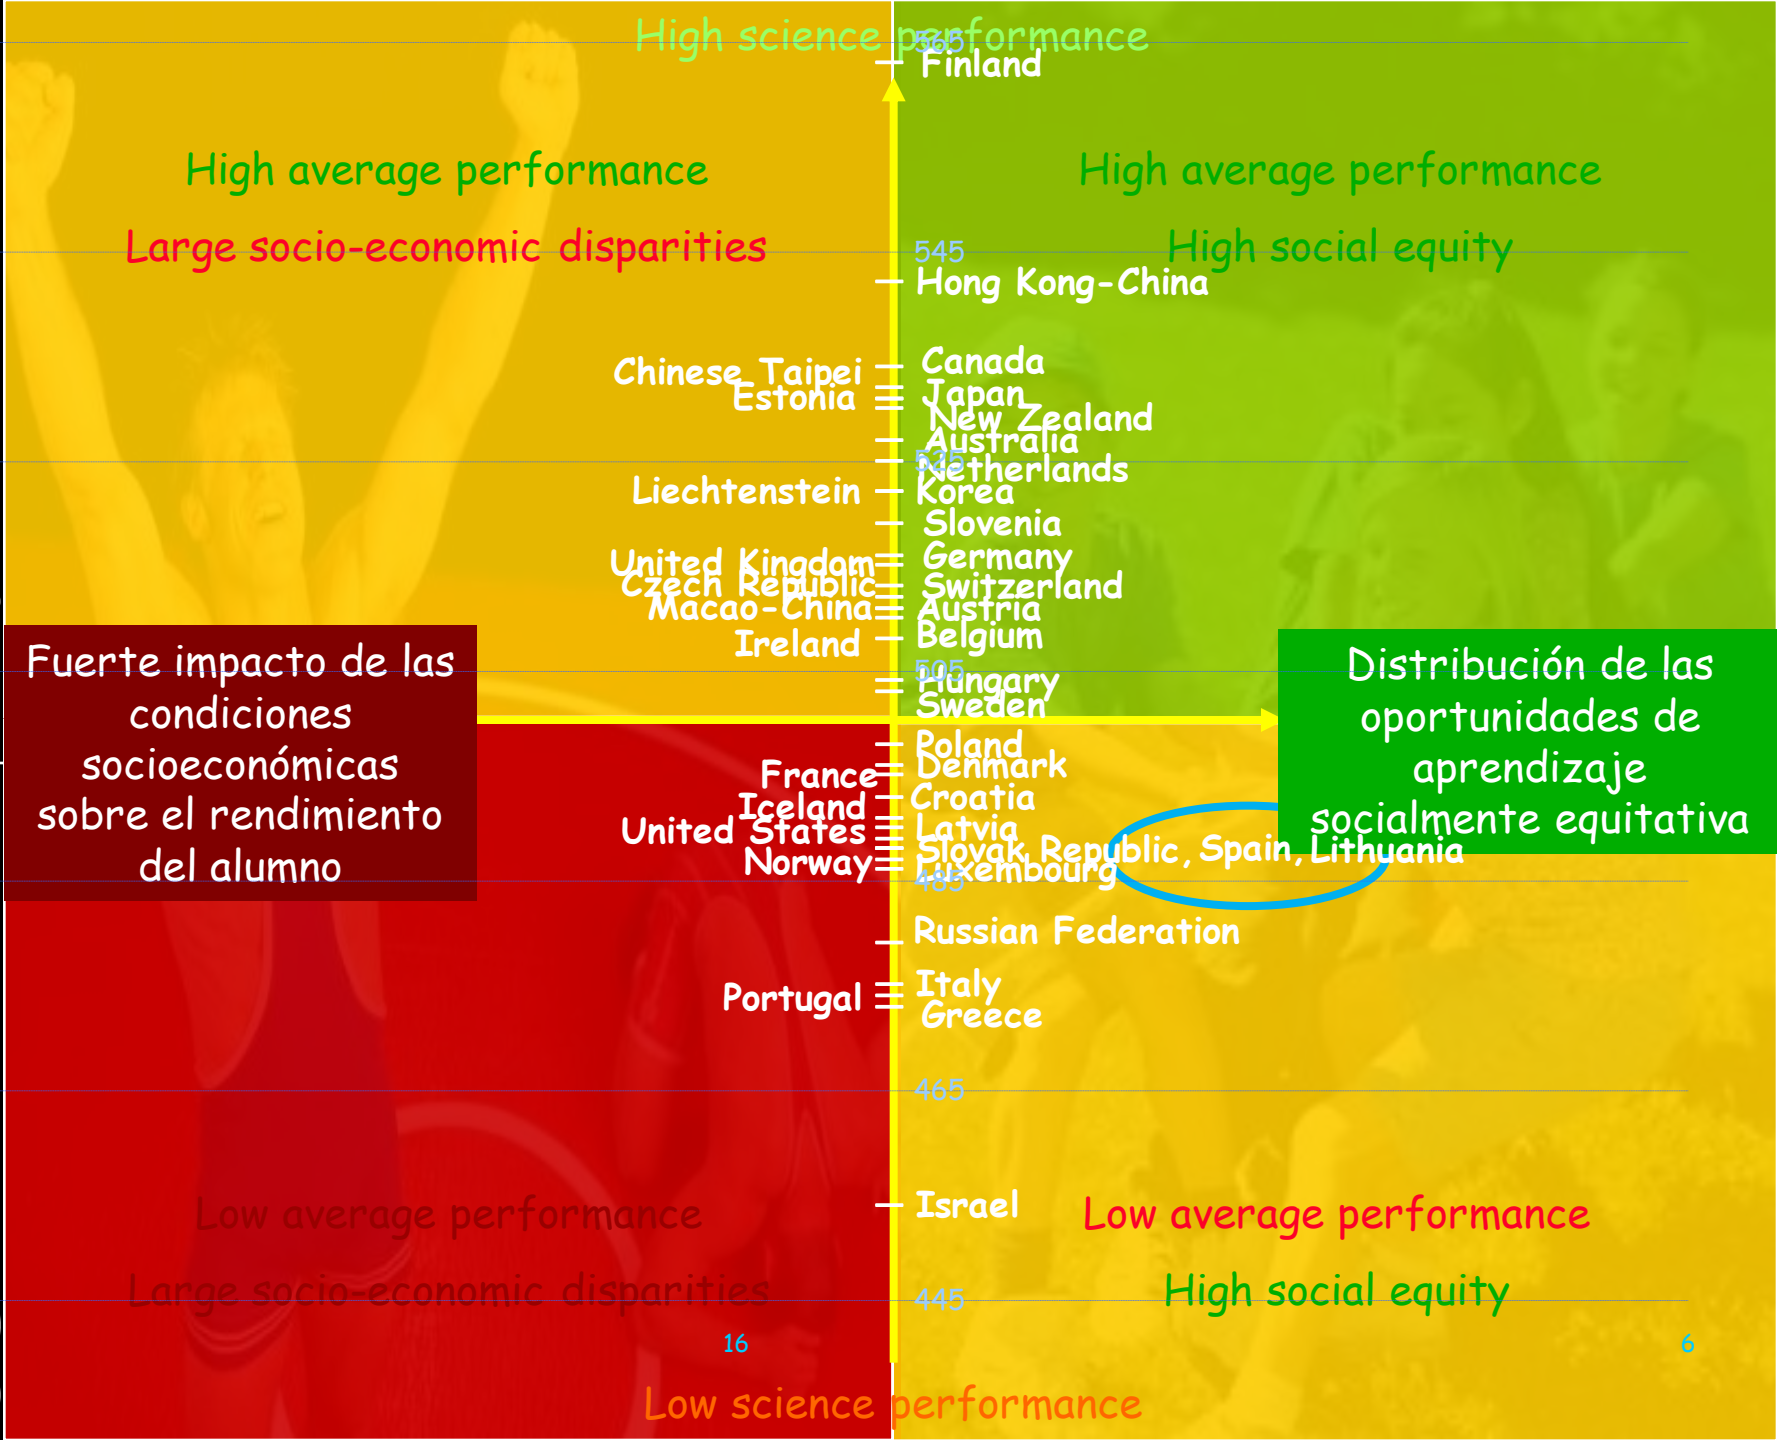 High science performance
565
Finland
High average performance
Large socio-economic disparities
High average performance
High social equity
545
Hong Kong-China
Chinese Taipei
Canada
Estonia
Japan
New Zealand
Australia
525
Netherlands
Liechtenstein
Korea
Slovenia
United Kingdom
Germany
Czech Republic
Switzerland
Macao-China
Austria
Ireland
Belgium
505
Hungary
Sweden
Fuerte impacto de las
condiciones
socioeconómicas
sobre el rendimiento
del alumno
Distribución de las
oportunidades de
aprendizaje
socialmente equitativa
Poland
France
Denmark
Iceland
Croatia
United States
Latvia
Slovak Republic, Spain, Lithuania
Norway
Luxembourg
485
Russian Federation
Italy
Portugal
Greece
465
Israel
Low average performance
Large socio-economic disparities
Low average performance
High social equity
445
16
6
Low science performance